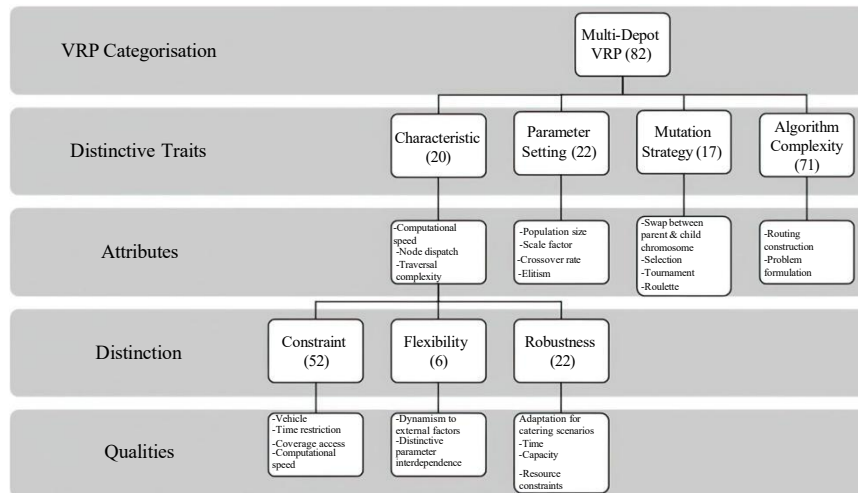 VRP Categorisation
Multi-Depot
VRP (82)
Distinctive Traits
Characteristic
(20)
Parameter
Setting (22)
Mutation
Strategy (17)
Algorithm
Complexity
(71)
Attributes
-Computational
speed
-Node dispatch
-Traversal
complexity
-Population size
-Scale factor
-Crossover rate
-Elitism
-Swap between
parent & child
chromosome
-Selection
-Tournament
-Roulette
-Routing
construction
-Problem
formulation
Distinction
Constraint
(52)
Flexibility
(6)
Robustness
(22)
Qualities
-Vehicle
-Time restriction
-Coverage access
-Computational
speed
-Dynamism to
external factors
-Distinctive
parameter
interdependence
Adaptation for
catering scenarios
-Time
-Capacity
-Resource
constraints